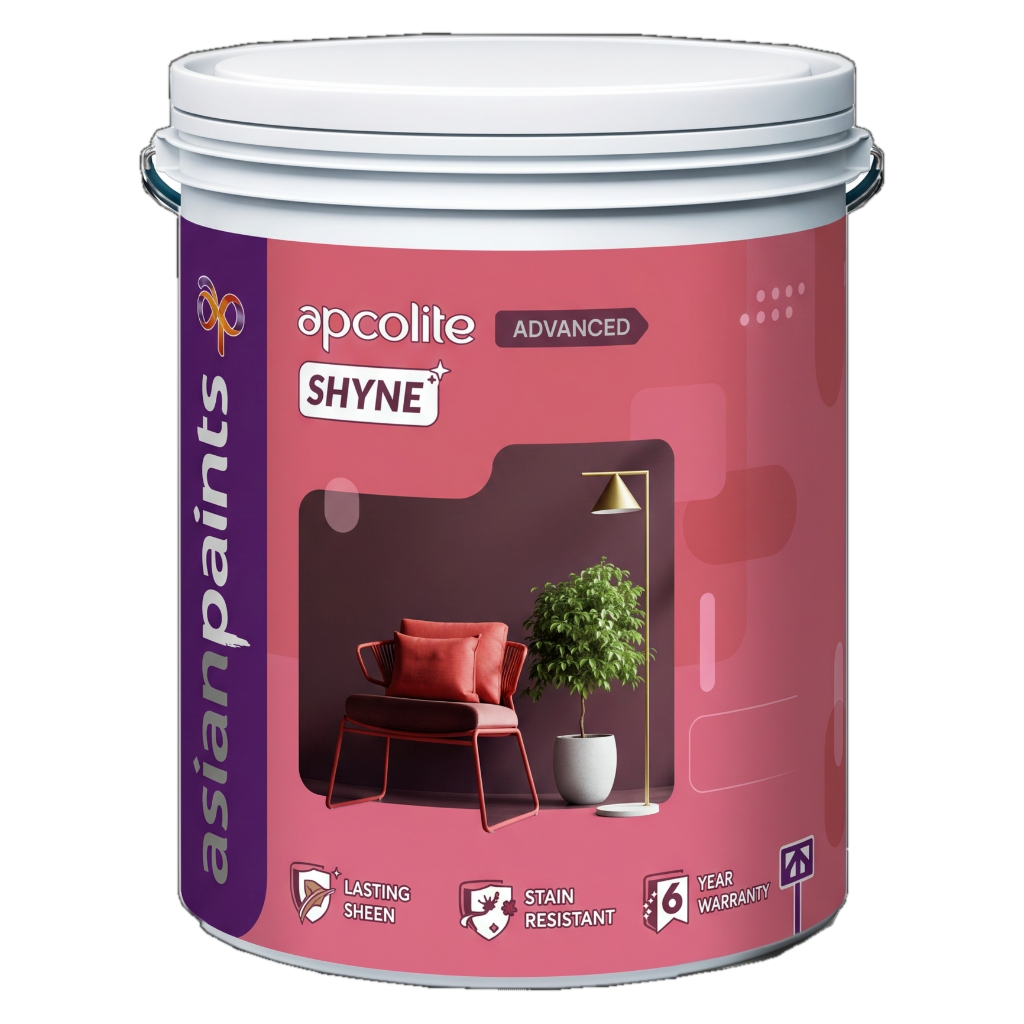 asianpaints
apcolite
ADVANCED
SHYNE
LASTING
SHEEN
STAIN
RESISTANT
6
YEAR
WARRANTY